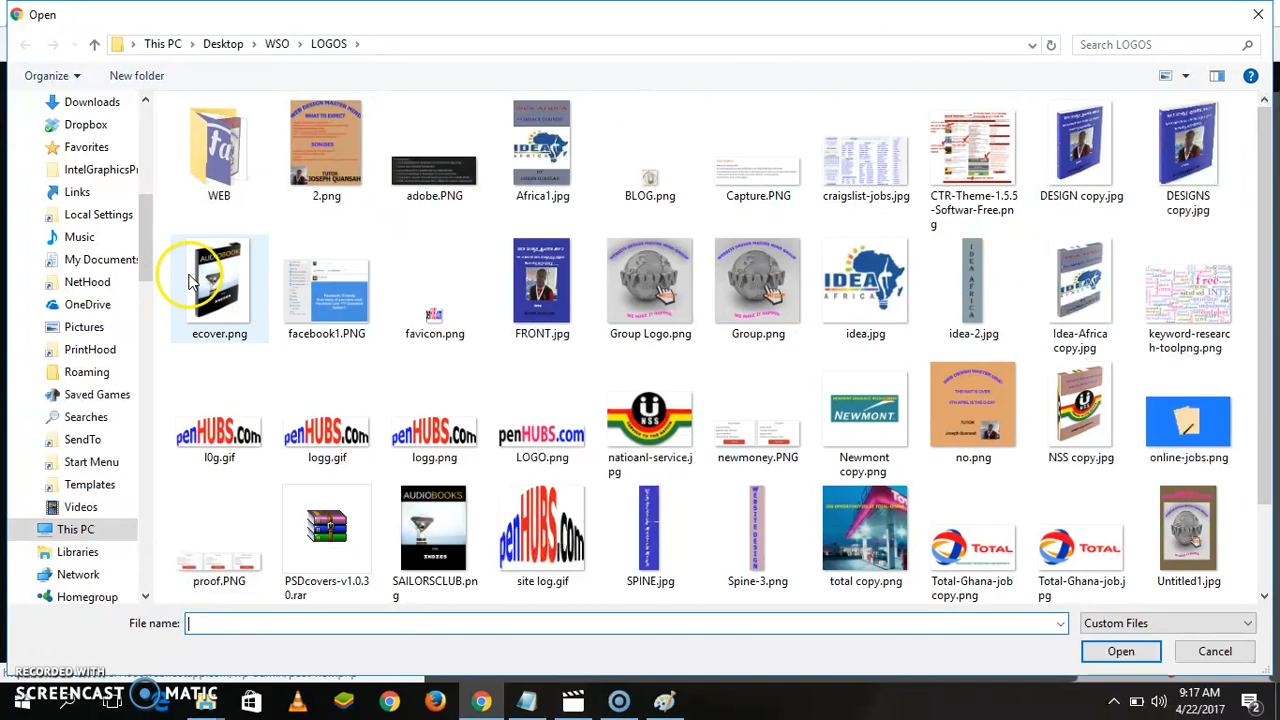 Open
This PC > Desktop > WSO > LOGOS >
Search LOGOS
Organize
New folder
Downloads
Dropbox
Favorites
IntelGraphicsP
Links
Local Settings
Music
My Documents
NetHood
OneDrive
Pictures
PrintHood
Roaming
Saved Games
Searches
SendTo
Start Menu
Templates
Videos
This PC
Libraries
Network
Homegroup
WEB
2.png
adobe.PNG
Africa1.jpg
BLOG.png
Capture.PNG
craigslist-jobs.jpg
CTR-Theme-1.5.5
-Softwar-Free.pn
g
DESIGN copy.jpg
DESIGNS
copy.jpg
ecover.png
facebook1.PNG
favicon.png
FRONT.jpg
Group Logo.png
Group.png
idea.jpg
idea-2.jpg
Idea-Africa
copy.jpg
keyword-researc
h-toolpng.png
l0g.gif
logg.gif
logg.png
LOGO.png
natioanl-service.j
pg
newmoney.PNG
Newmont
copy.png
no.png
NSS copy.jpg
online-jobs.png
proof.PNG
PSDcovers-v1.0.3
0.rar
SAILORSCLUB.pn
g
site log.gif
SPINE.jpg
Spine-3.png
total copy.png
Total-Ghana-job
copy.png
Total-Ghana-job.j
pg
Untitled1.jpg
AUDIOBOOK
IDEA
AFRICA
penHUBS.com
penHUBS.com
penHUBS.com
penHUBS.com
NEWMONT
AUDIOBOOKS
penHUBS.com
TOTAL
TOTAL
File name:
Custom Files
Open
Cancel
RECORDED WITH
SCREENCAST MATIC
9:17 AM
4/22/2017
2